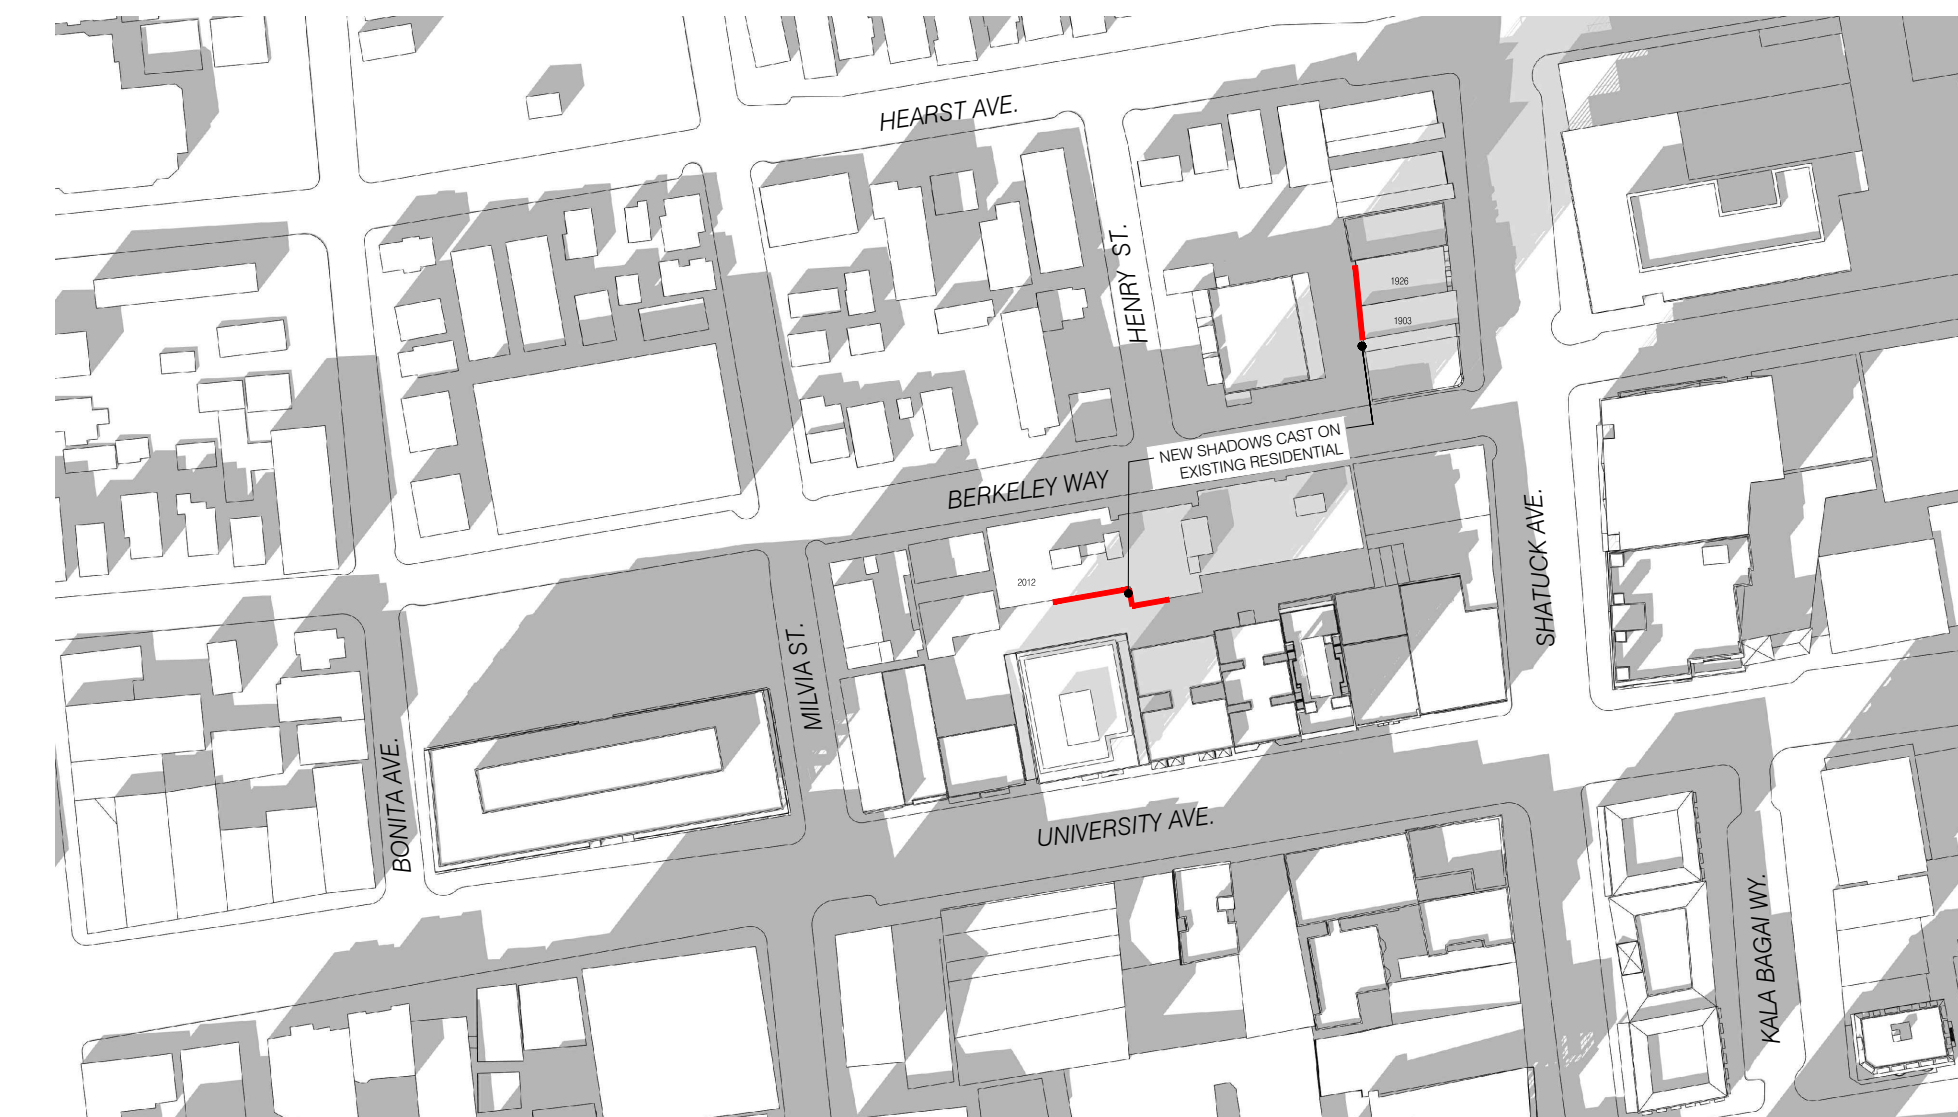 HEARST AVE.
HENRY ST.
1926
1903
NEW SHADOWS CAST ON
EXISTING RESIDENTIAL
BERKELEY WAY
SHATUCK AVE.
2012
MILVIA ST.
BONITA AVE.
UNIVERSITY AVE.
KALA BAGAI WY.